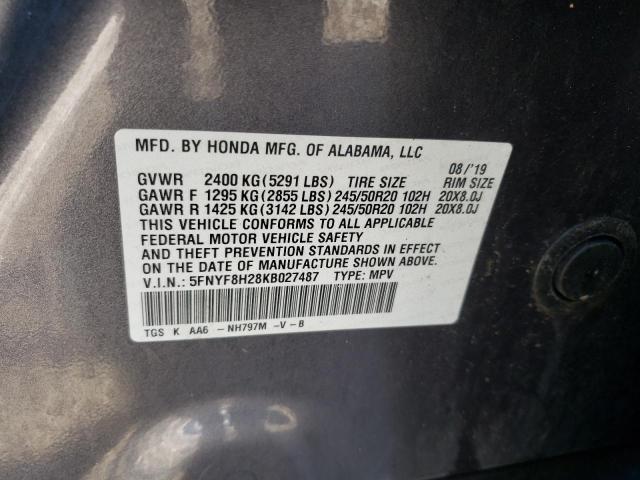 MFD. BY HONDA MFG. OF ALABAMA, LLC
08/'19
GVWR 2400 KG(5291 LBS) TIRE SIZE RIM SIZE
GAWR F 1295 KG(2855 LBS) 245/50R20 102H 20X8.0J
GAWR R 1425 KG(3142 LBS) 245/50R20 102H 20X8.0J
THIS VEHICLE CONFORMS TO ALL APPLICABLE
FEDERAL MOTOR VEHICLE SAFETY
AND THEFT PREVENTION STANDARDS IN EFFECT
ON THE DATE OF MANUFACTURE SHOWN ABOVE.
V.I.N.: 5FNYF8H28KB027487 TYPE: MPV
TGS K AA6 -NH797M -V-B